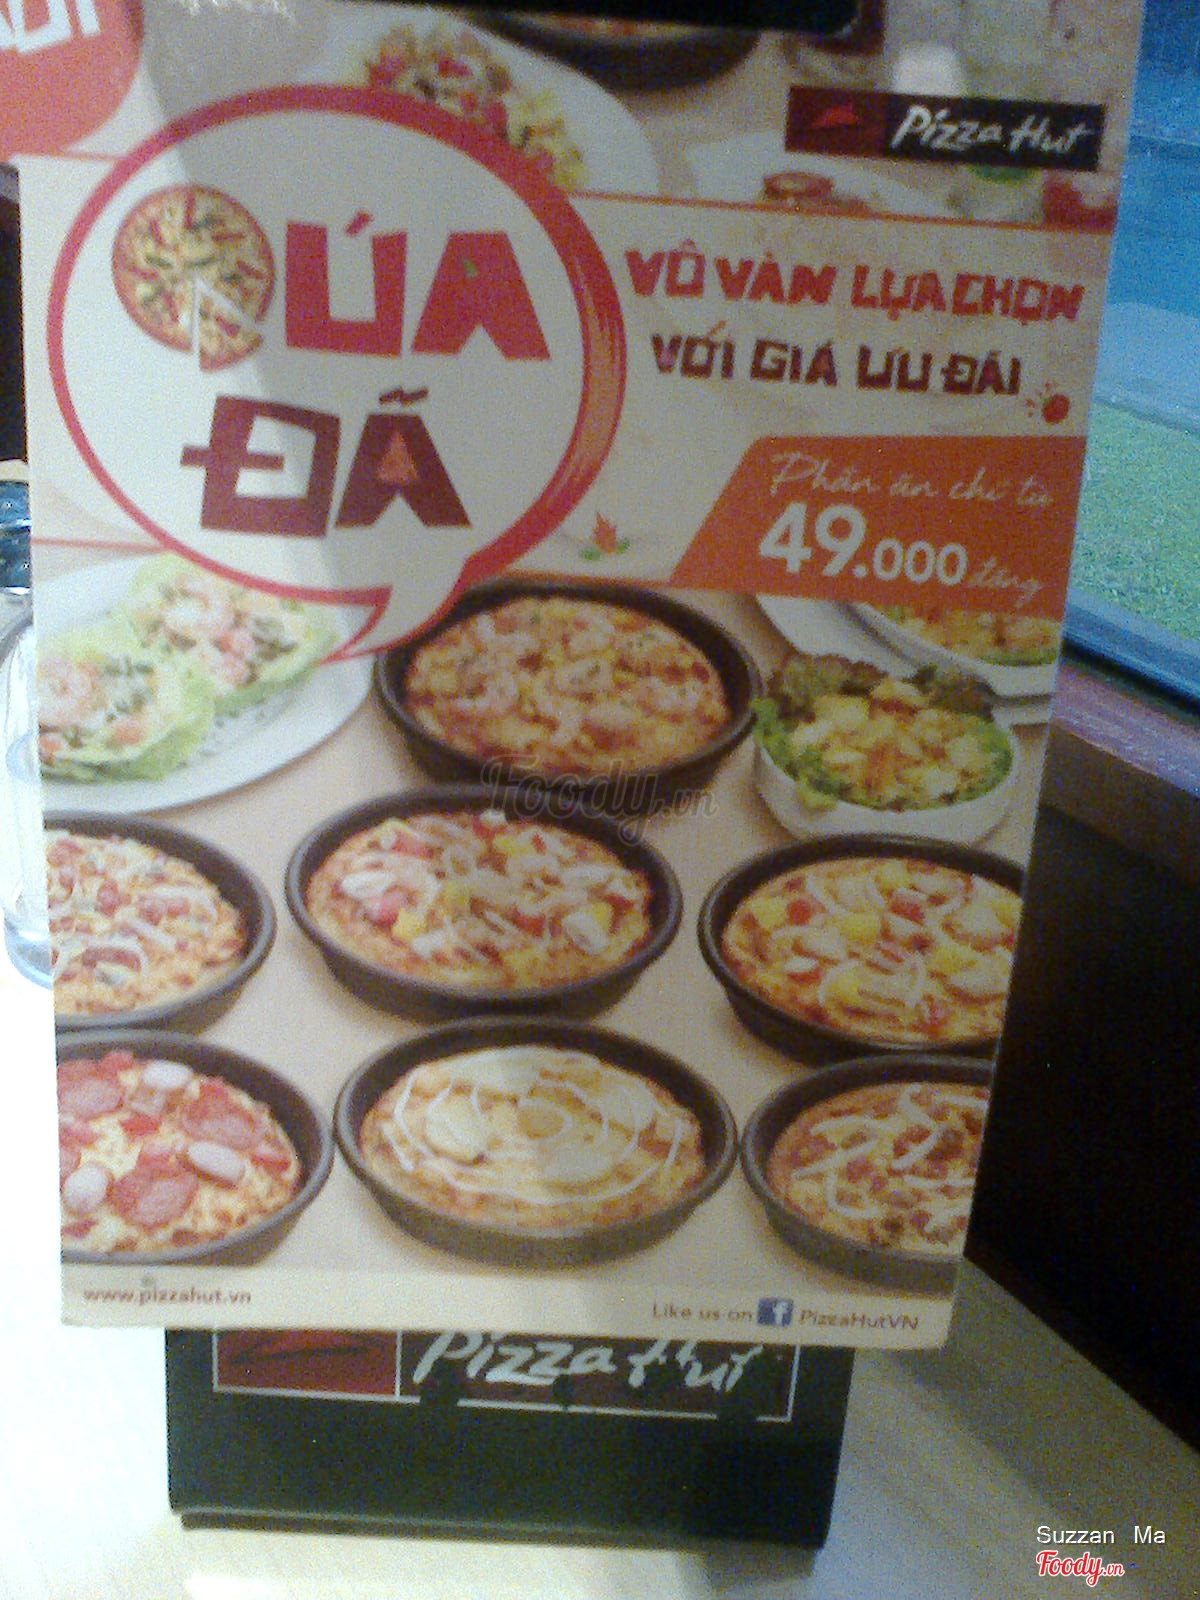 Pizza Hut
QỨA
ĐÃ
VÔ VÀN LỰA CHỌN
VỚI GIÁ ƯU ĐÃI
Phần ăn chỉ từ
49.000 đồng
Foody.vn
www.pizzahut.vn
Like us on f PizzaHutVN
Pizza Hut
Suzzan Ma
Foody.vn